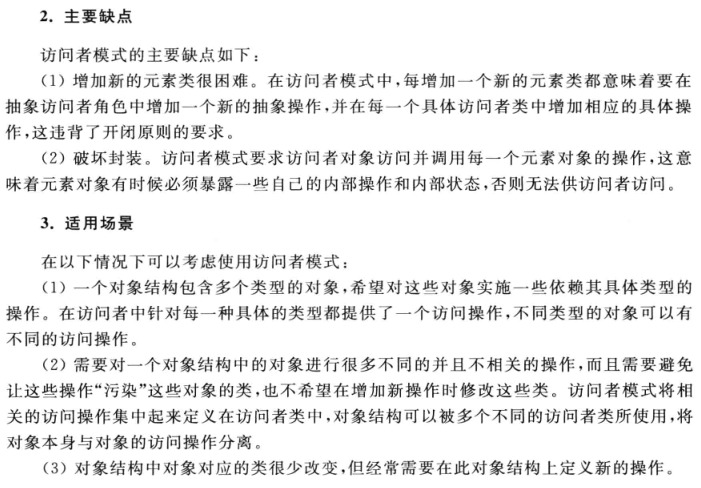 2. 主要缺点
访问者模式的主要缺点如下：
（1）增加新的元素类很困难。在访问者模式中，每增加一个新的元素类都意味着要在
抽象访问者角色中增加一个新的抽象操作，并在每一个具体访问者类中增加相应的具体操
作，这违背了开闭原则的要求。
（2）破坏封装。访问者模式要求访问者对象访问并调用每一个元素对象的操作，这意
味着元素对象有时候必须暴露一些自己的内部操作和内部状态，否则无法供访问者访问。
3. 适用场景
在以下情况下可以考虑使用访问者模式：
（1）一个对象结构包含多个类型的对象，希望对这些对象实施一些依赖其具体类型的
操作。在访问者中针对每一种具体的类型都提供了一个访问操作，不同类型的对象可以有
不同的访问操作。
（2）需要对一个对象结构中的对象进行很多不同的并且不相关的操作，而且需要避免
让这些操作“污染”这些对象的类，也不希望在增加新操作时修改这些类。访问者模式将相
关的访问操作集中起来定义在访问者类中，对象结构可以被多个不同的访问者类所使用，将
对象本身与对象的访问操作分离。
（3）对象结构中对象对应的类很少改变，但经常需要在此对象结构上定义新的操作。